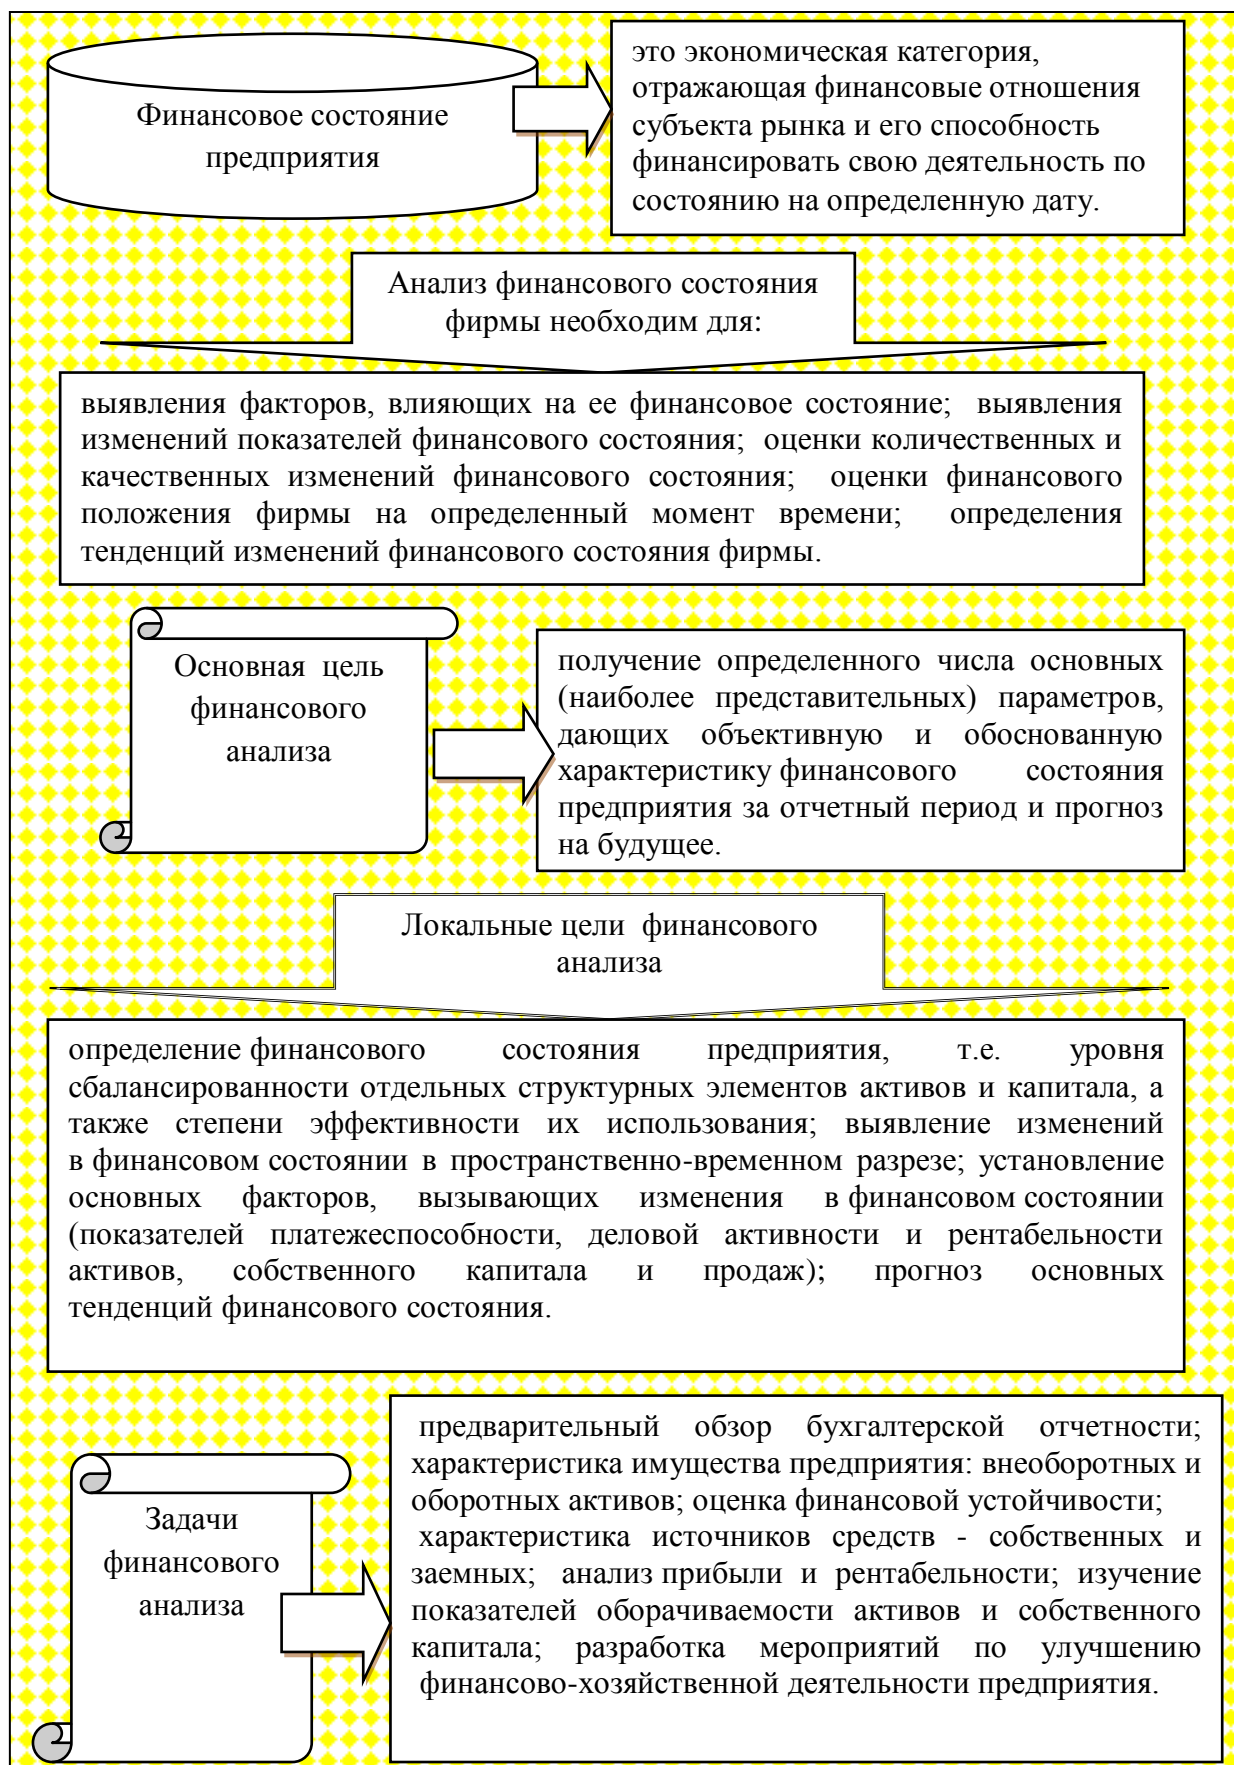 Финансовое состояние
предприятия
это экономическая категория,
отражающая финансовые отношения
субъекта рынка и его способность
финансировать свою деятельность по
состоянию на определенную дату.
Анализ финансового состояния
фирмы необходим для:
выявления факторов, влияющих на ее финансовое состояние; выявления
изменений показателей финансового состояния; оценки количественных и
качественных изменений финансового состояния; оценки финансового
положения фирмы на определенный момент времени; определения
тенденций изменений финансового состояния фирмы.
Основная цель
финансового
анализа
получение определенного числа основных
(наиболее представительных) параметров,
дающих объективную и обоснованную
характеристику финансового состояния
предприятия за отчетный период и прогноз
на будущее.
Локальные цели финансового
анализа
определение финансового состояния предприятия, т.е. уровня
сбалансированности отдельных структурных элементов активов и капитала, а
также степени эффективности их использования; выявление изменений
в финансовом состоянии в пространственно-временном разрезе; установление
основных факторов, вызывающих изменения в финансовом состоянии
(показателей платежеспособности, деловой активности и рентабельности
активов, собственного капитала и продаж); прогноз основных
тенденций финансового состояния.
Задачи
финансового
анализа
предварительный обзор бухгалтерской отчетности;
характеристика имущества предприятия: внеоборотных и
оборотных активов; оценка финансовой устойчивости;
характеристика источников средств - собственных и
заемных; анализ прибыли и рентабельности; изучение
показателей оборачиваемости активов и собственного
капитала; разработка мероприятий по улучшению
финансово-хозяйственной деятельности предприятия.